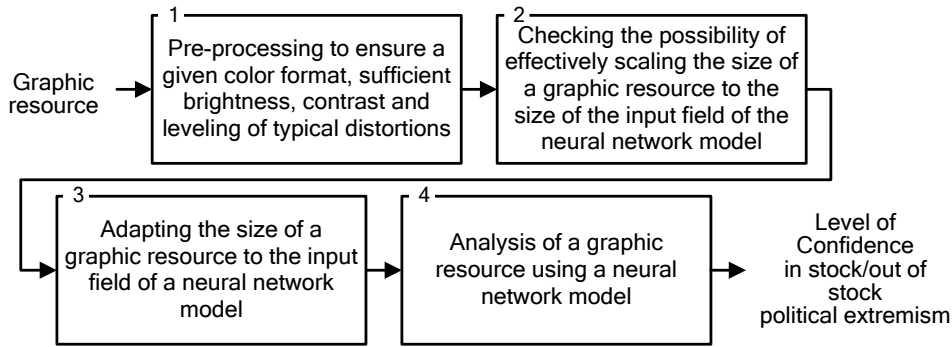 1
Pre-processing to ensure a
given color format, sufficient
brightness, contrast and
leveling of typical distortions
Graphic
resource
2
Checking the possibility of
effectively scaling the size of
a graphic resource to the
size of the input field of the
neural network model
3
Adapting the size of a
graphic resource to the input
field of a neural network
model
4
Analysis of a graphic
resource using a neural
network model
Level of
Confidence
in stock/out of
stock
political extremism